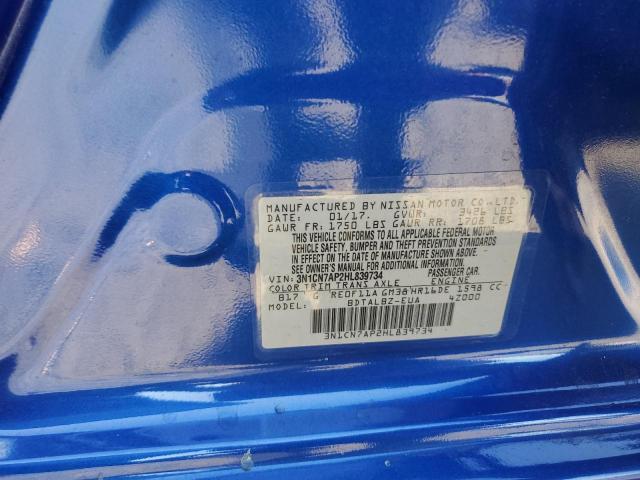 MANUFACTURED BY NISSAN MOTOR CO.,LTD.
DATE: 01/17. GVWR: 3436 LBS
GAWR FR: 1750 LBS GAWR RR: 1706 LBS.
THIS VEHICLE CONFORMS TO ALL APPLICABLE FEDERAL MOTOR
VEHICLE SAFETY, BUMPER AND THEFT PREVENTION STANDARDS
IN EFFECT ON THE DATE OF MANUFACTURE SHOWN ABOVE.
SEE OWNER'S MANUAL FOR ADDITIONAL INFORMATION.
VIN: 3N1CN7AP2HL839734 PASSENGER CAR
COLOR TRIM TRANS AXLE ENGINE
B17 G RE0F11A GM38 HR16DE 1598 CC
MODEL: BDTALBZ-EUA 4Z000
3N1CN7AP2HL839734